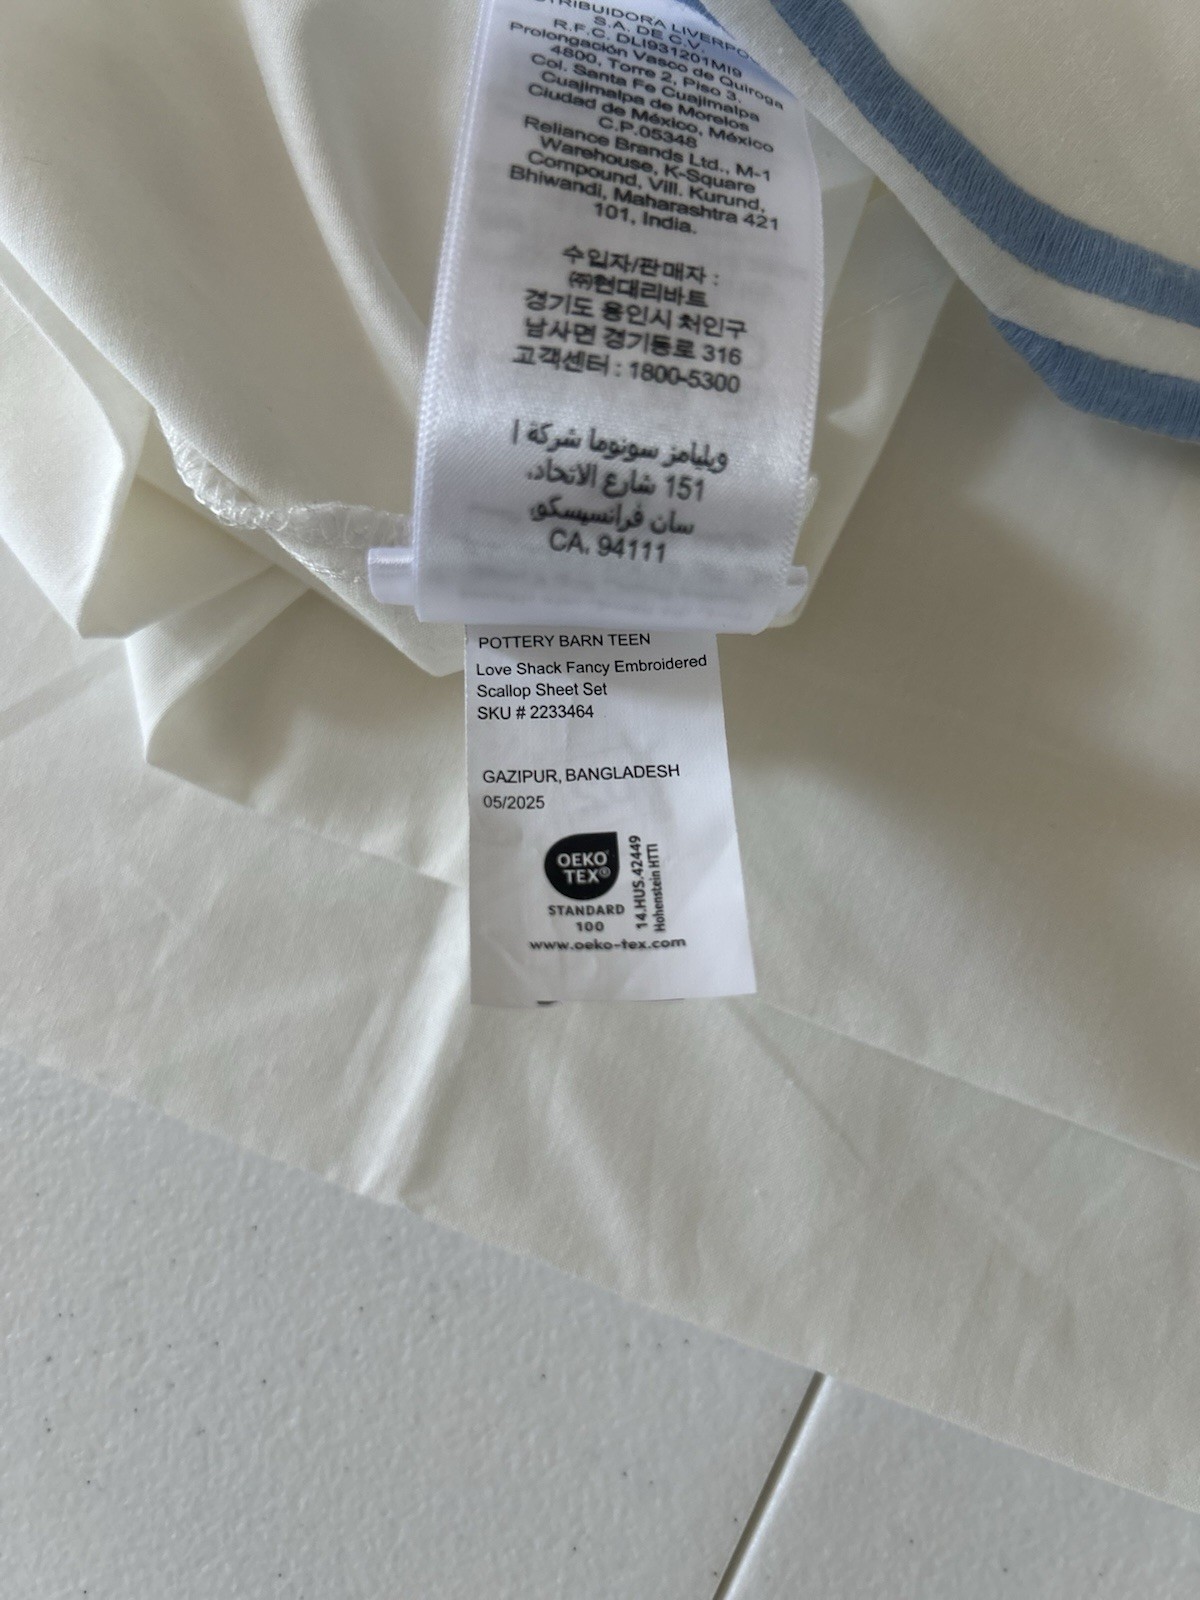 S.A. DE C.V.
R.F.C. DLI931201MI9
Prolongación Vasco de Quiroga
4800, Torre 2, Piso 3.
Col. Santa Fe Cuajimalpa
Cuajimalpa de Morelos
Ciudad de México, México
C.P.05348
Reliance Brands Ltd., M-1
Warehouse, K-Square
Compound, Vill. Kurund,
Bhiwandi, Maharashtra 421
101, India.
수입자/판매자 :
㈜현대리바트
경기도 용인시 처인구
남사면 경기동로 316
고객센터 : 1800-5300
ويليامز سونوما شركة ا
151 شارع الاتحاد،
سان فرانسيسكو
CA، 94111
POTTERY BARN TEEN
Love Shack Fancy Embroidered
Scallop Sheet Set
SKU # 2233464
GAZIPUR, BANGLADESH
05/2025
OEKO
TEX®
STANDARD
100
14.HUS.42449
Hohenstein HTTI
www.oeko-tex.com